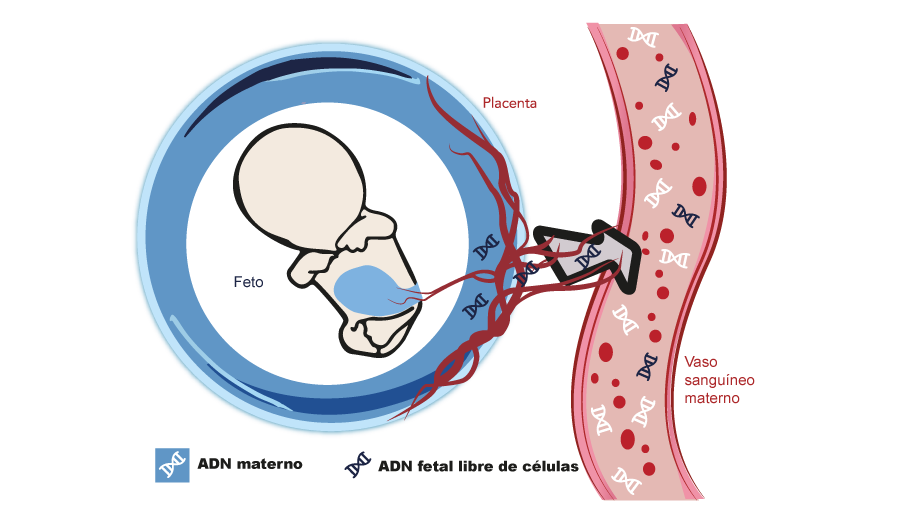 Placenta
Feto
Vaso
sanguíneo
materno
ADN materno
ADN fetal libre de células